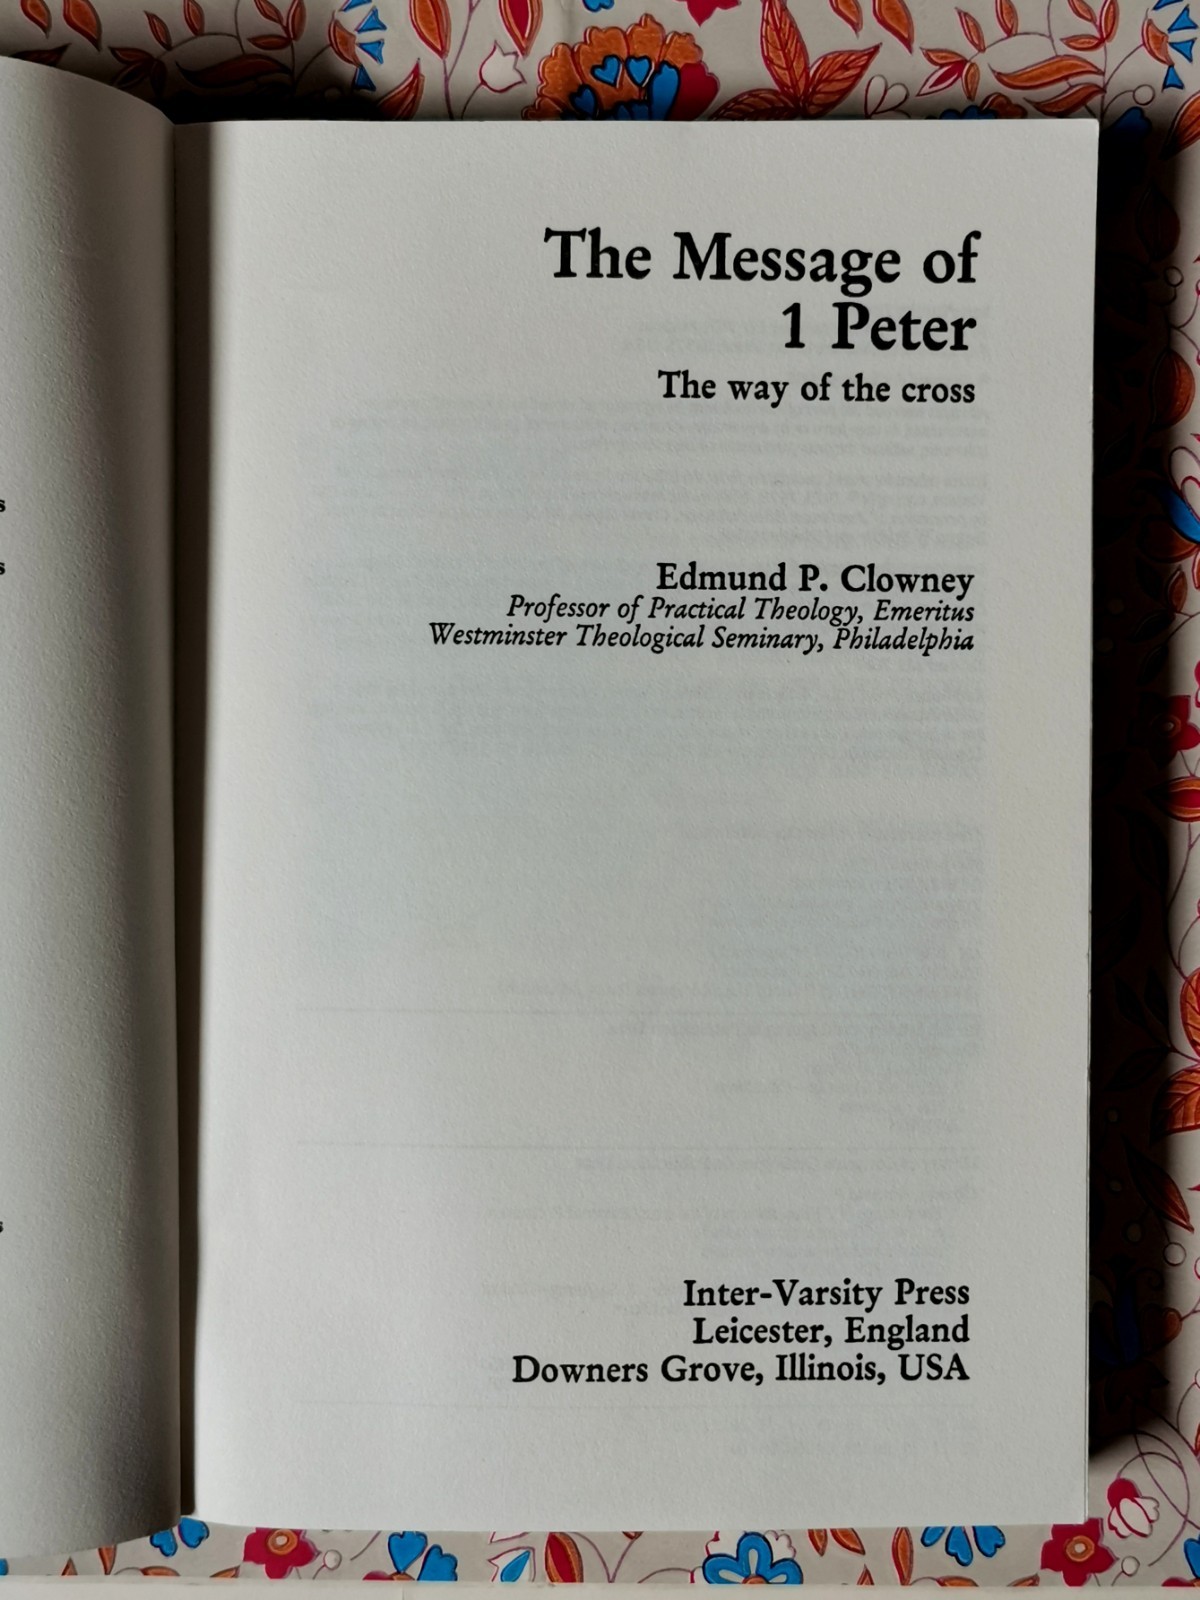 The Message of
1 Peter
The way of the cross
Edmund P. Clowney
Professor of Practical Theology, Emeritus
Westminster Theological Seminary, Philadelphia
Inter-Varsity Press
Leicester, England
Downers Grove, Illinois, USA